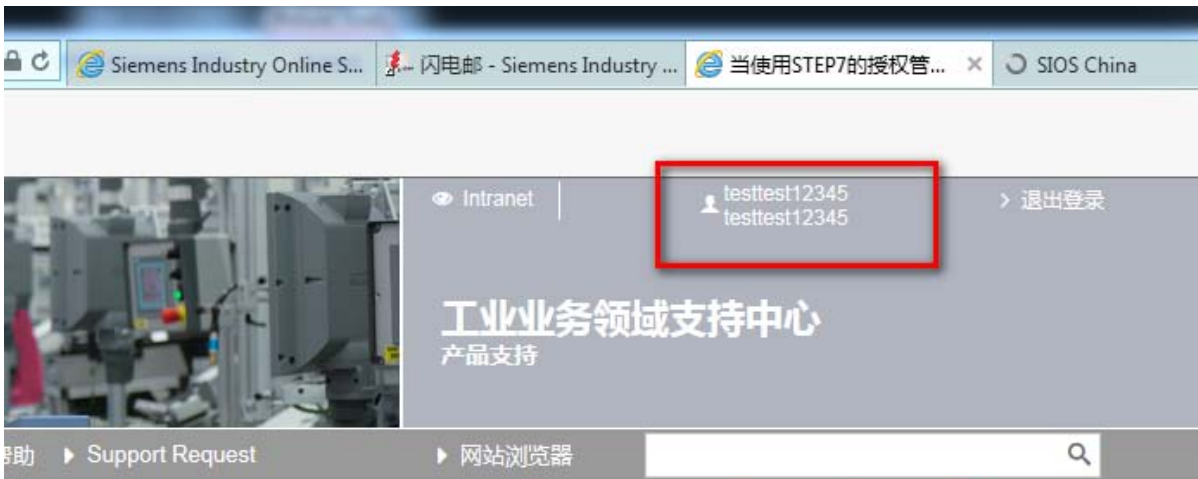 Siemens Industry Online S...
闪电邮 - Siemens Industry ...
当使用STEP7的授权管...
SIOS China
Intranet
testtest12345
testtest12345
退出登录
工业业务领域支持中心
产品支持
帮助
Support Request
网站浏览器